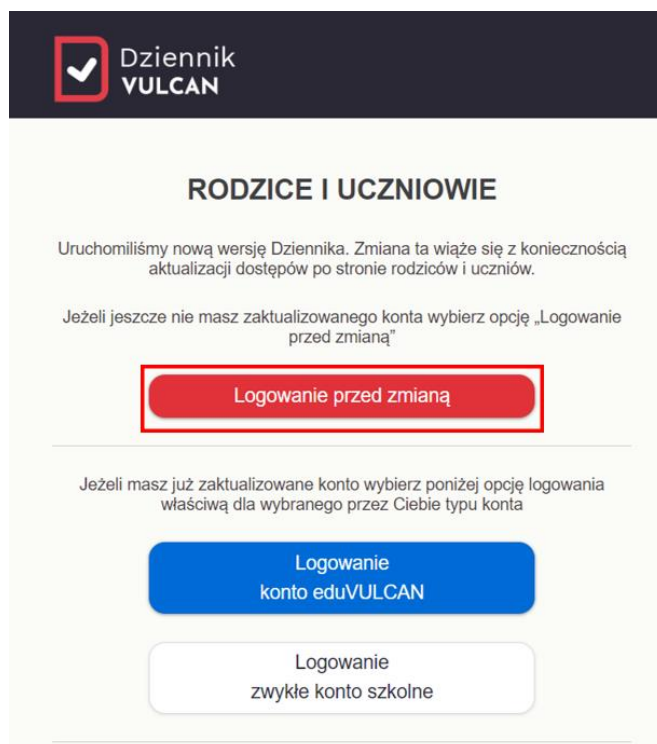 Dziennik
VULCAN
RODZICE I UCZNIOWIE
Uruchomiliśmy nową wersję Dziennika. Zmiana ta wiąże się z koniecznością
aktualizacji dostępów po stronie rodziców i uczniów.
Jeżeli jeszcze nie masz zaktualizowanego konta wybierz opcję „Logowanie
przed zmianą”
Logowanie przed zmianą
Jeżeli masz już zaktualizowane konto wybierz poniżej opcję logowania
właściwą dla wybranego przez Ciebie typu konta
Logowanie
konto eduVULCAN
Logowanie
zwykłe konto szkolne